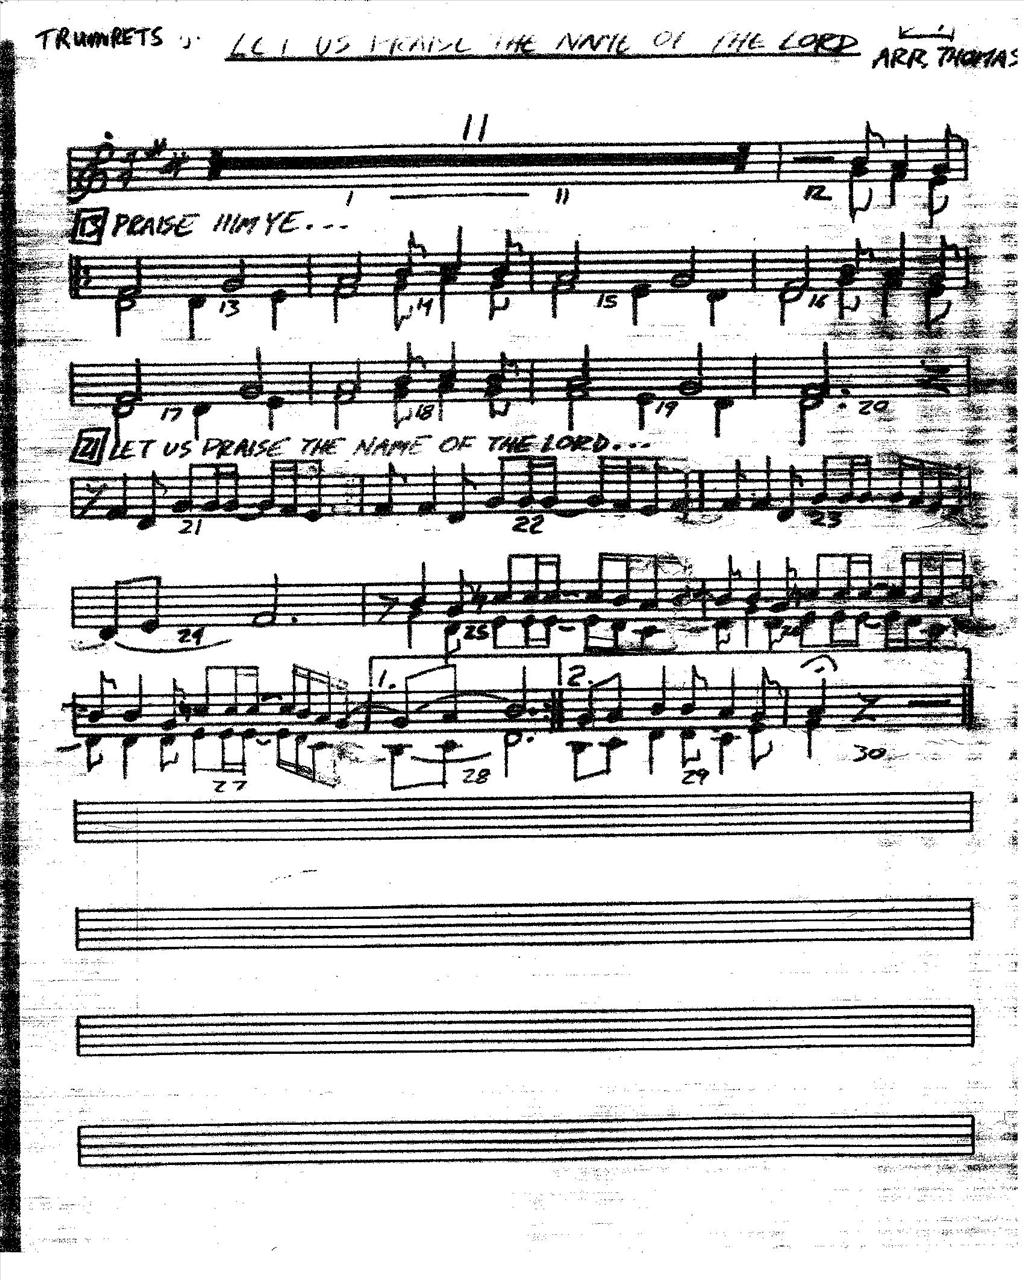 TRUMPETS
LET US PRAISE THE NAME OF THE LORD
ARR. THOMAS
11
1 11 12
13 PRAISE HIM YE...
13 14 15 16
17 18 19 20
21 LET US PRAISE THE NAME OF THE LORD...
21 22 23
24 25 26
1. 2.
27 28 29 30